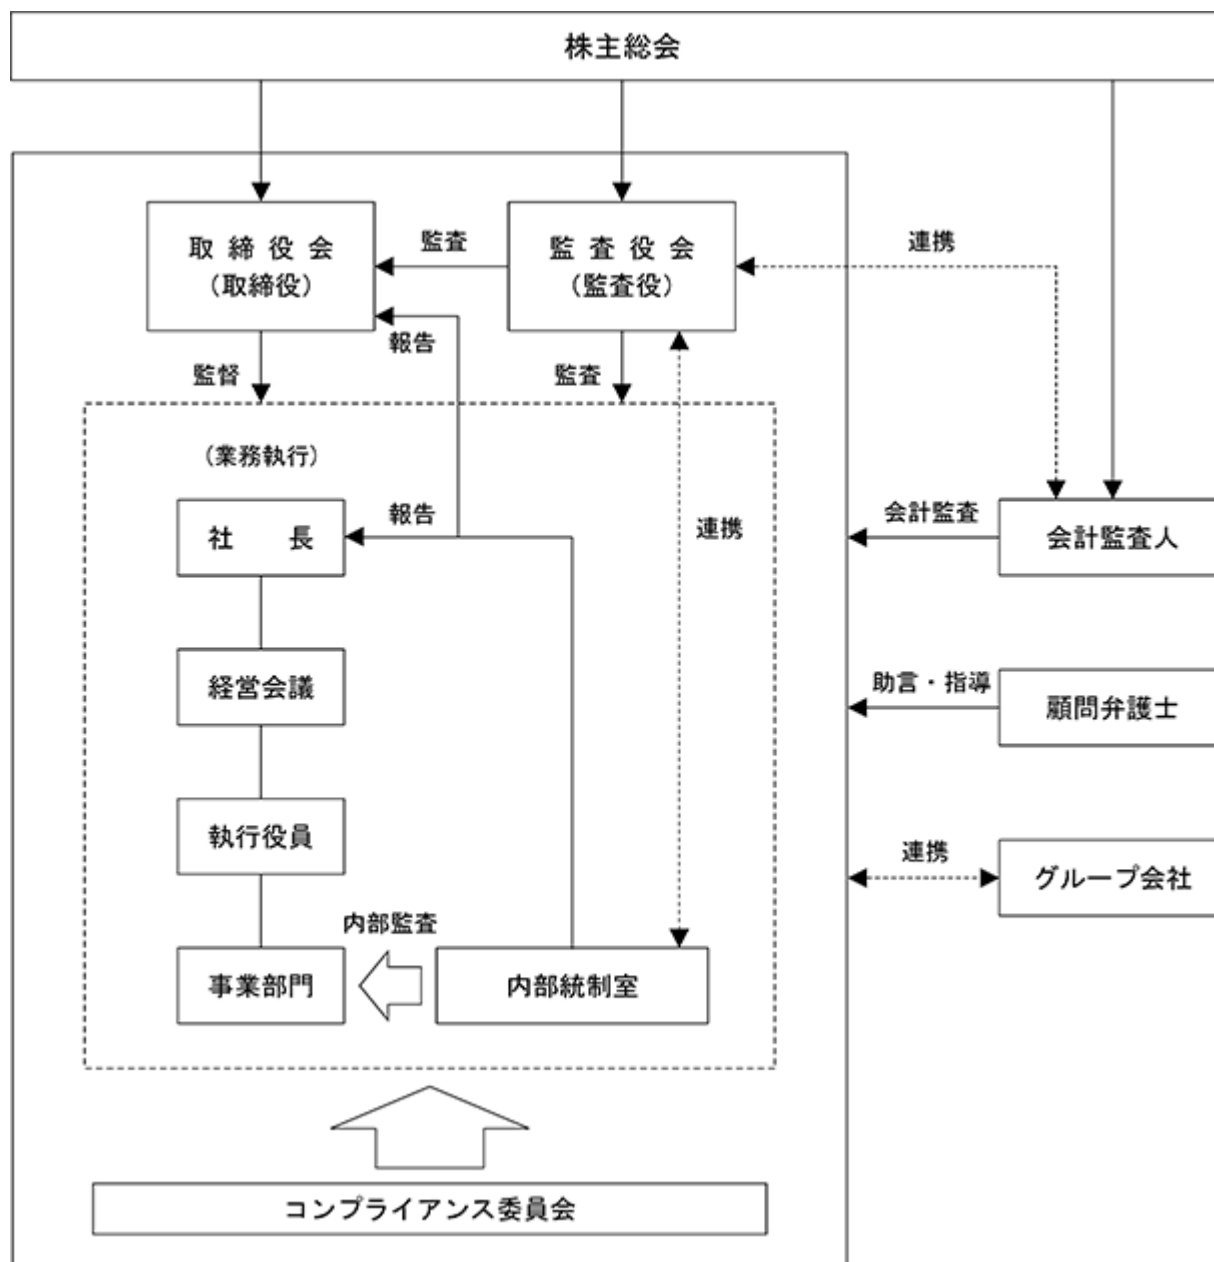 株主総会
取締役会
（取締役）
監査
監査役会
（監査役）
連携
報告
監督
監査
（業務執行）
社　長
報告
連携
会計監査
会計監査人
経営会議
助言・指導
顧問弁護士
執行役員
連携
グループ会社
内部監査
事業部門
内部統制室
コンプライアンス委員会